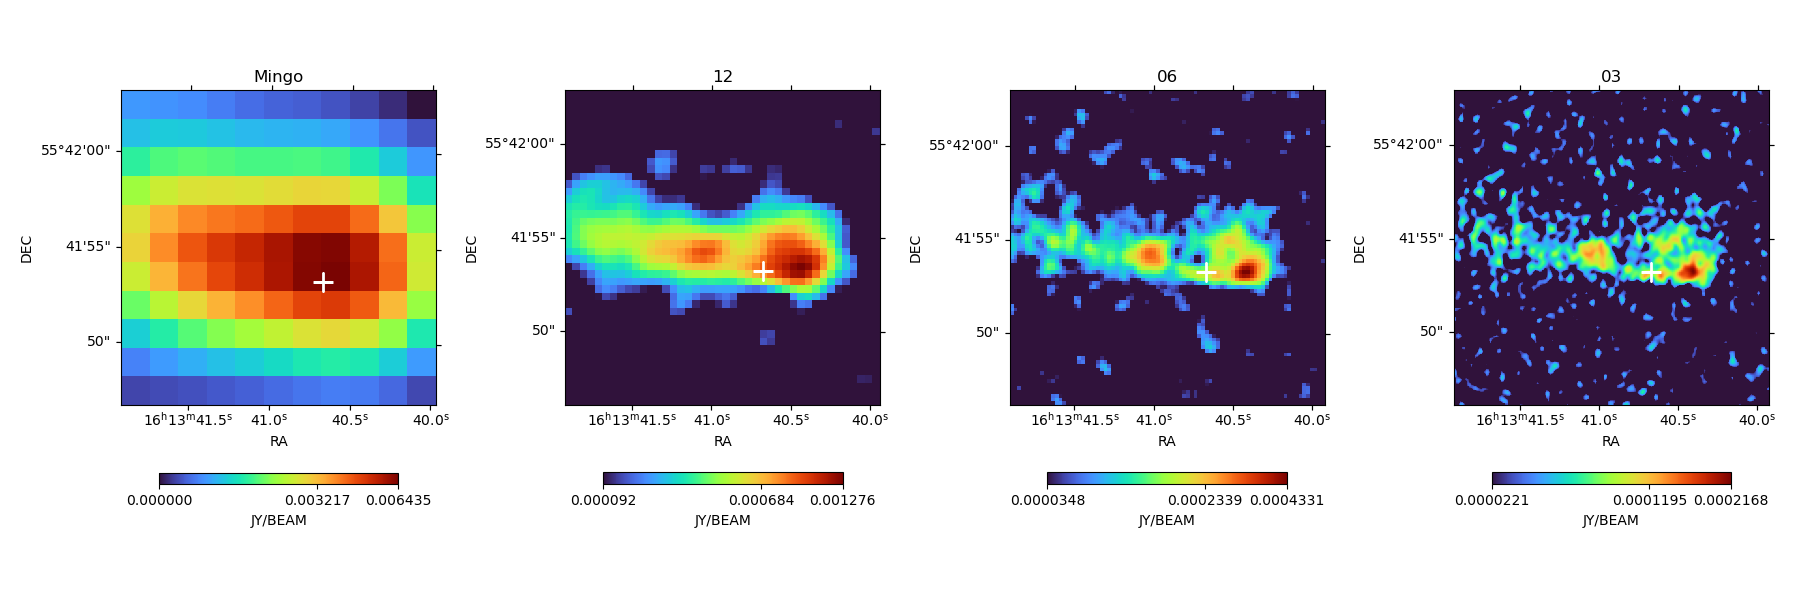 Mingo
12
06
03
DEC
55°42'00"
41'55"
50"
16h13m41.5s 41.0s 40.5s 40.0s
RA
0.000000 0.003217 0.006435
JY/BEAM
DEC
55°42'00"
41'55"
50"
16h13m41.5s 41.0s 40.5s 40.0s
RA
0.000092 0.000684 0.001276
JY/BEAM
DEC
55°42'00"
41'55"
50"
16h13m41.5s 41.0s 40.5s 40.0s
RA
0.0000348 0.0002339 0.0004331
JY/BEAM
DEC
55°42'00"
41'55"
50"
16h13m41.5s 41.0s 40.5s 40.0s
RA
0.0000221 0.0001195 0.0002168
JY/BEAM